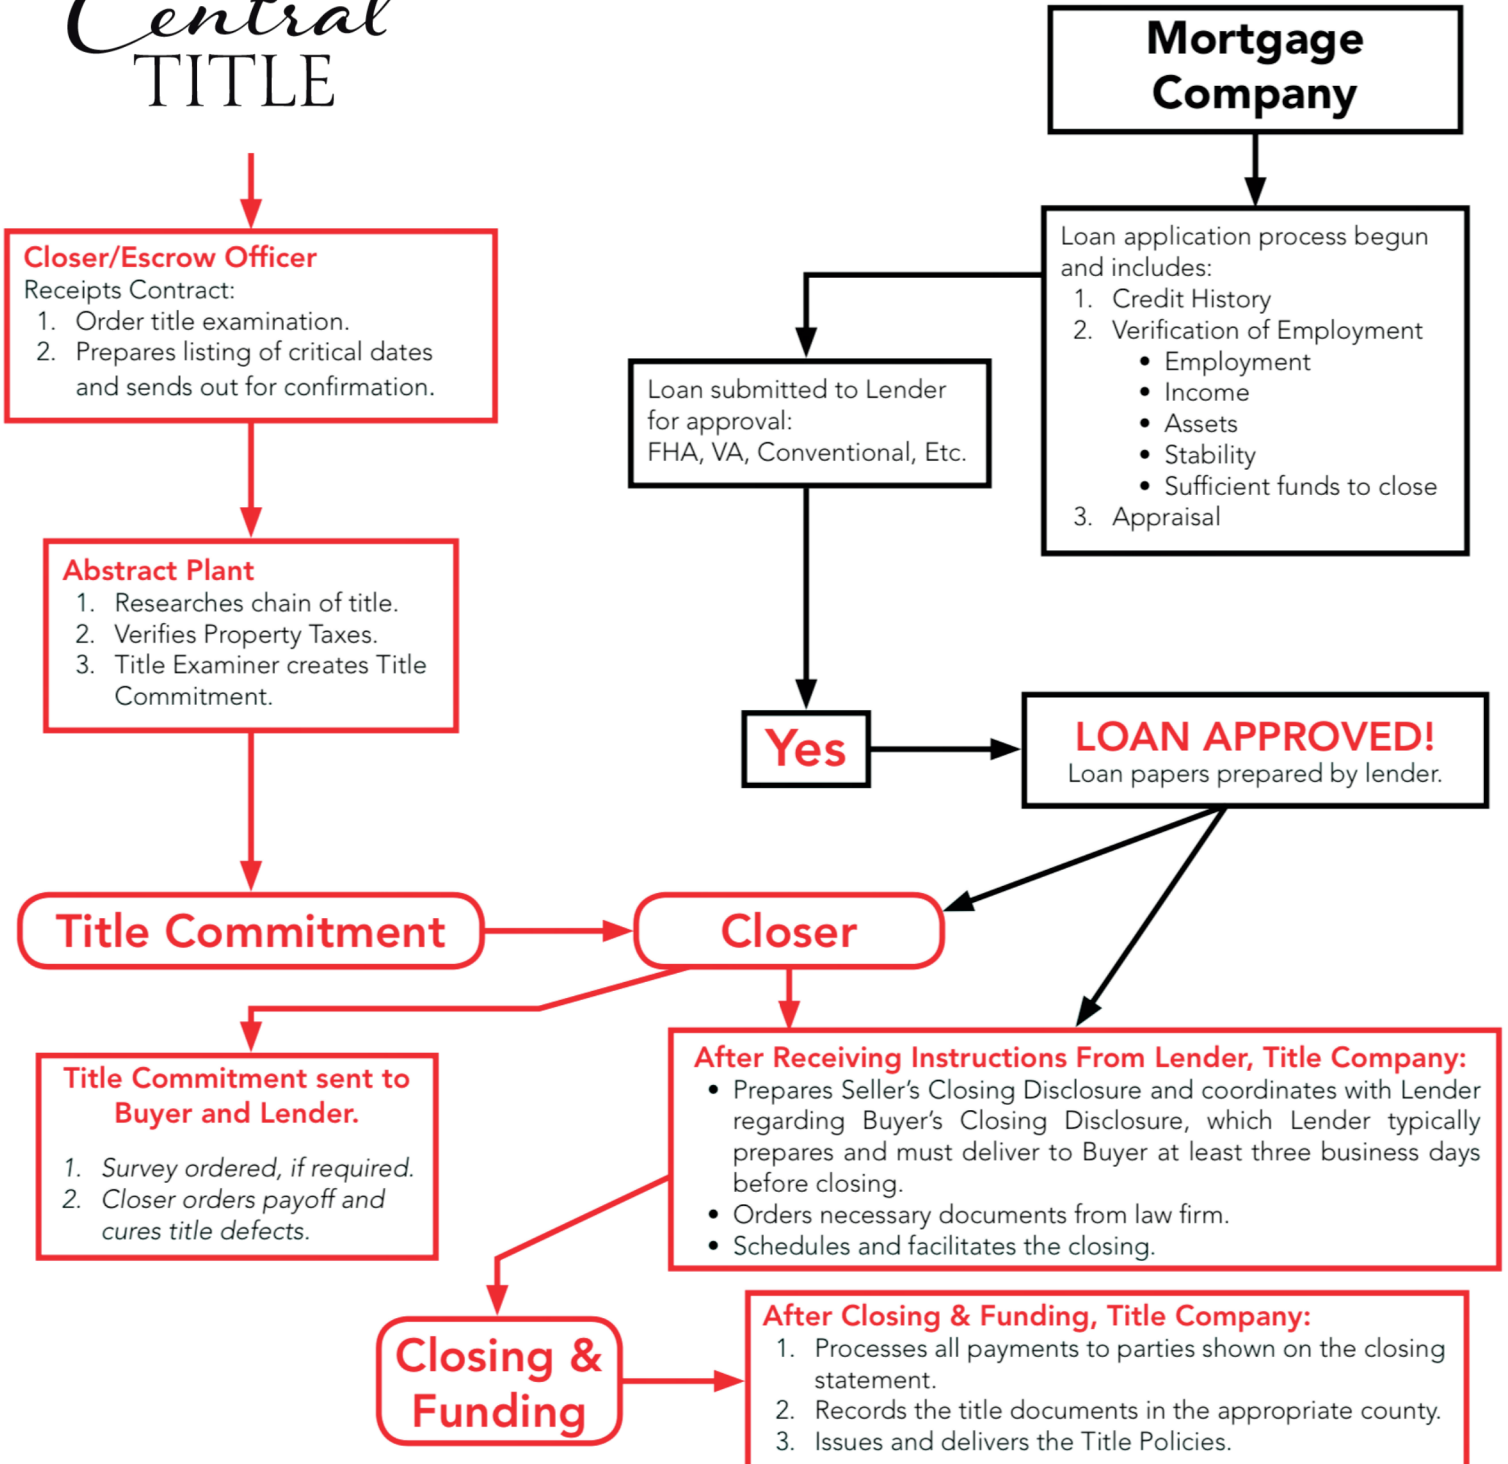 Central
TITLE
Mortgage
Company
Closer/Escrow Officer
Receipts Contract:
1. Order title examination.
2. Prepares listing of critical dates
and sends out for confirmation.
Loan application process begun
and includes:
1. Credit History
2. Verification of Employment
• Employment
• Income
• Assets
• Stability
• Sufficient funds to close
3. Appraisal
Loan submitted to Lender
for approval:
FHA, VA, Conventional, Etc.
Abstract Plant
1. Researches chain of title.
2. Verifies Property Taxes.
3. Title Examiner creates Title
Commitment.
Yes
LOAN APPROVED!
Loan papers prepared by lender.
Title Commitment
Closer
Title Commitment sent to
Buyer and Lender.
1. Survey ordered, if required.
2. Closer orders payoff and
cures title defects.
After Receiving Instructions From Lender, Title Company:
• Prepares Seller’s Closing Disclosure and coordinates with Lender
regarding Buyer’s Closing Disclosure, which Lender typically
prepares and must deliver to Buyer at least three business days
before closing.
• Orders necessary documents from law firm.
• Schedules and facilitates the closing.
Closing &
Funding
After Closing & Funding, Title Company:
1. Processes all payments to parties shown on the closing
statement.
2. Records the title documents in the appropriate county.
3. Issues and delivers the Title Policies.